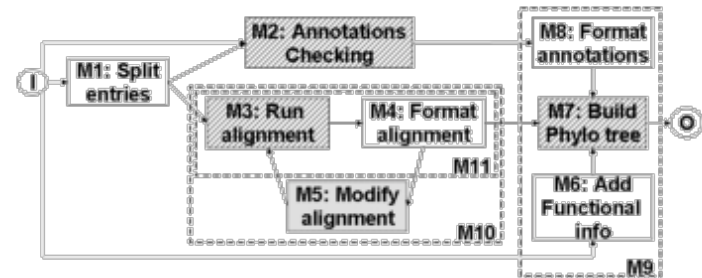 M2: Annotations
Checking
M8: Format
annotations
I
M1: Split
entries
M3: Run
alignment
M4: Format
alignment
M7: Build
Phylo tree
O
M11
M5: Modify
alignment
M10
M6: Add
Functional
info
M9